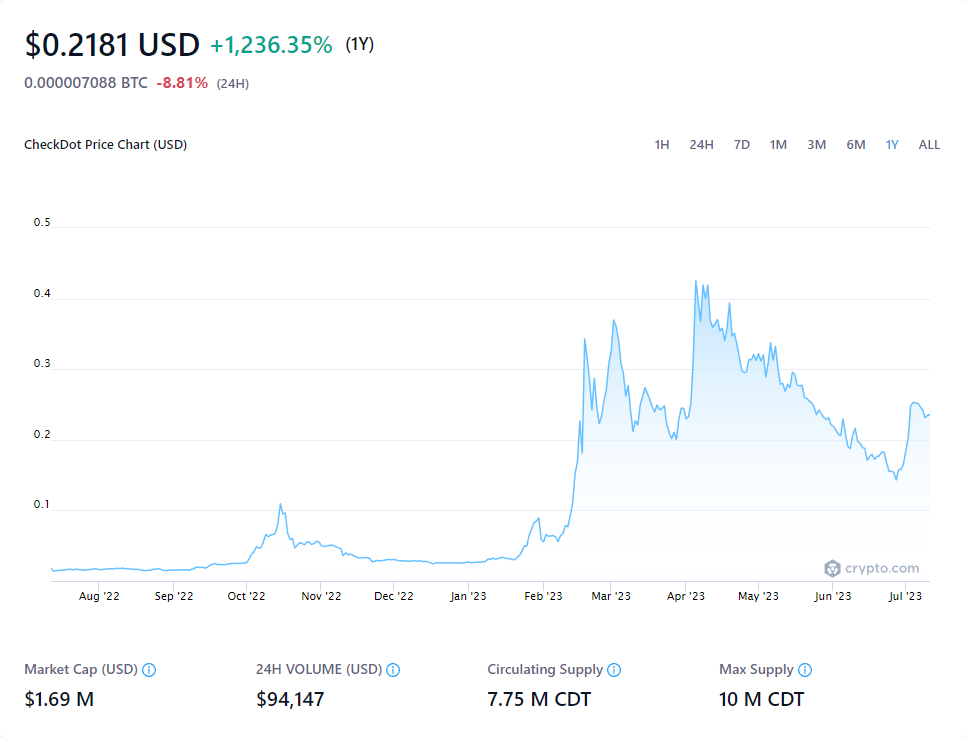 $0.2181 USD +1,236.35% (1Y)
0.000007088 BTC -8.81% (24H)
CheckDot Price Chart (USD) 1H 24H 7D 1M 3M 6M 1Y ALL
0.5
0.4
0.3
0.2
0.1
crypto.com
Aug '22 Sep '22 Oct '22 Nov '22 Dec '22 Jan '23 Feb '23 Mar '23 Apr '23 May '23 Jun '23 Jul '23
Market Cap (USD) 24H VOLUME (USD) Circulating Supply Max Supply
$1.69 M $94,147 7.75 M CDT 10 M CDT